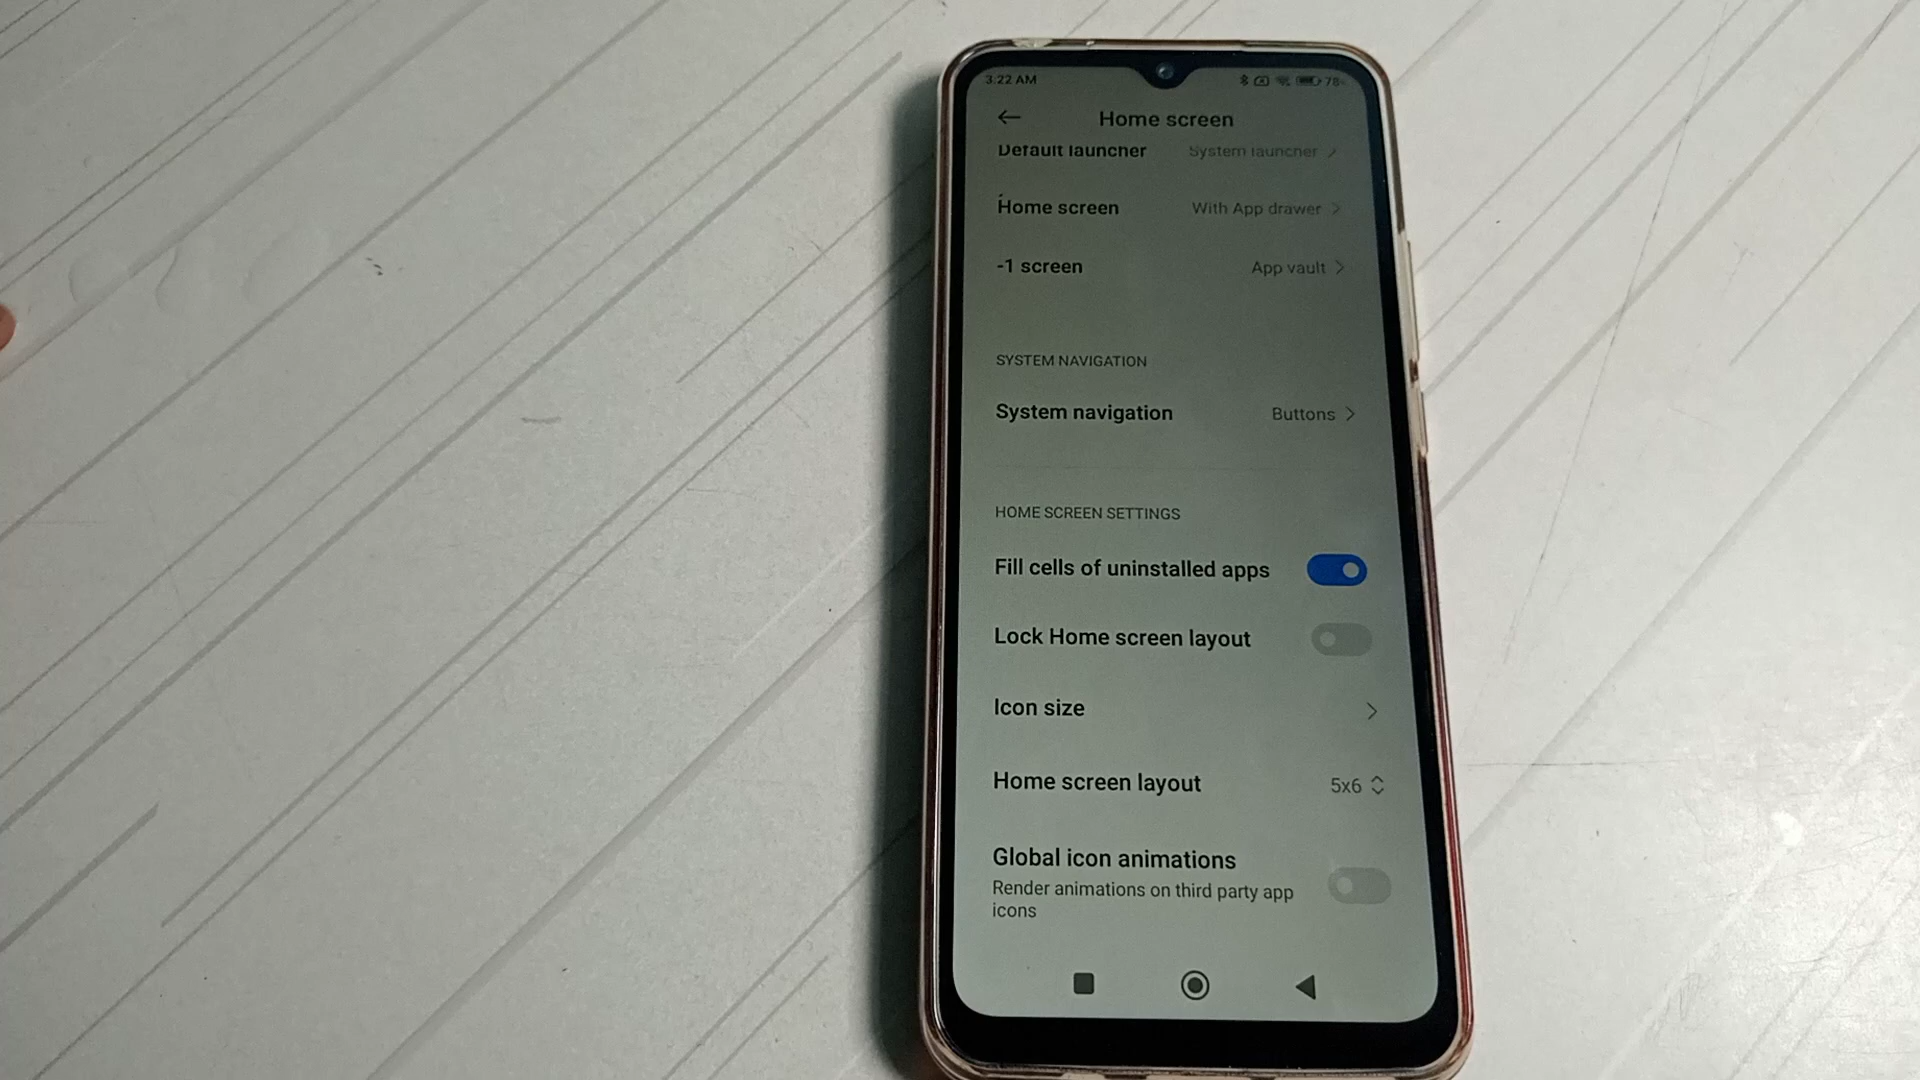 3:22 AM 78
Home screen
Default launcher System launcher
Home screen With App drawer
-1 screen App vault
SYSTEM NAVIGATION
System navigation Buttons
HOME SCREEN SETTINGS
Fill cells of uninstalled apps
Lock Home screen layout
Icon size
Home screen layout 5x6
Global icon animations
Render animations on third party app
icons